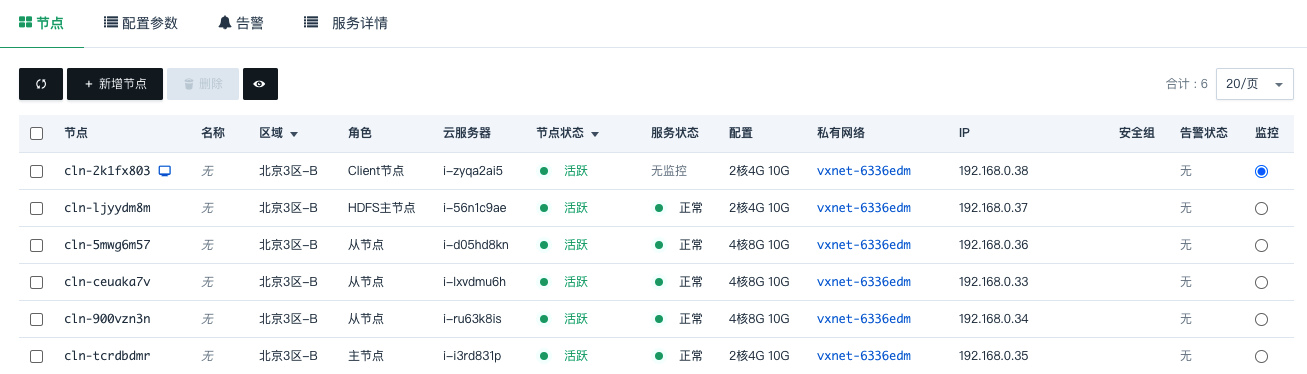 节点 配置参数 告警 服务详情
+ 新增节点 删除 合计：6 20/页
节点 名称 区域 角色 云服务器 节点状态 服务状态 配置 私有网络 IP 安全组 告警状态 监控
cln-2k1fx803 无 北京3区-B Client节点 i-zyqa2ai5 活跃 无监控 2核4G 10G vxnet-6336edm 192.168.0.38 无
cln-ljyydm8m 无 北京3区-B HDFS主节点 i-56n1c9ae 活跃 正常 2核4G 10G vxnet-6336edm 192.168.0.37 无
cln-5mwg6m57 无 北京3区-B 从节点 i-d05hd8kn 活跃 正常 4核8G 10G vxnet-6336edm 192.168.0.36 无
cln-ceuaka7v 无 北京3区-B 从节点 i-lxvdmu6h 活跃 正常 4核8G 10G vxnet-6336edm 192.168.0.33 无
cln-900vzn3n 无 北京3区-B 从节点 i-ru63k8is 活跃 正常 4核8G 10G vxnet-6336edm 192.168.0.34 无
cln-tcrdbdmr 无 北京3区-B 主节点 i-i3rd831p 活跃 正常 2核4G 10G vxnet-6336edm 192.168.0.35 无